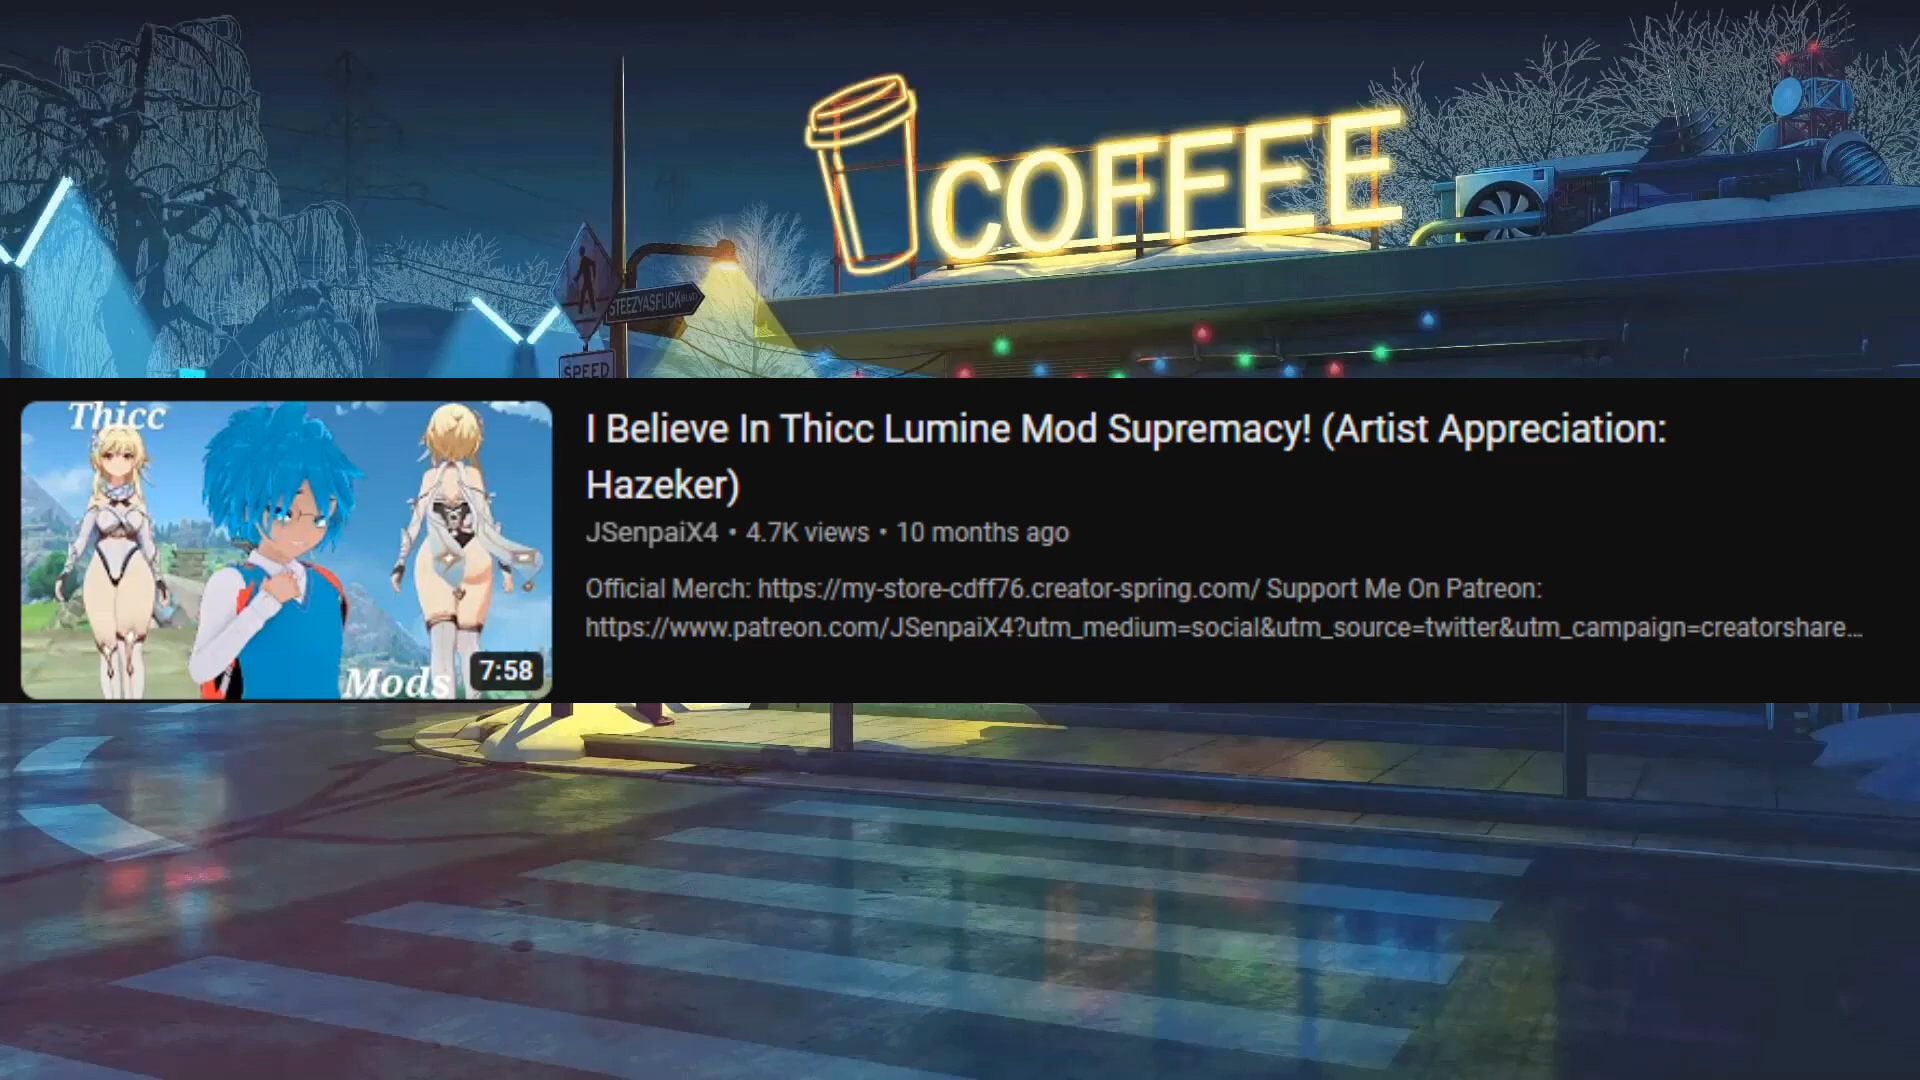 COFFEE
STEEZYASFUCK BLVD
SPEED
Thicc
Mods
7:58
I Believe In Thicc Lumine Mod Supremacy! (Artist Appreciation:
Hazeker)
JSenpaiX4 • 4.7K views • 10 months ago
Official Merch: https://my-store-cdff76.creator-spring.com/ Support Me On Patreon:
https://www.patreon.com/JSenpaiX4?utm_medium=social&utm_source=twitter&utm_campaign=creatorshare...